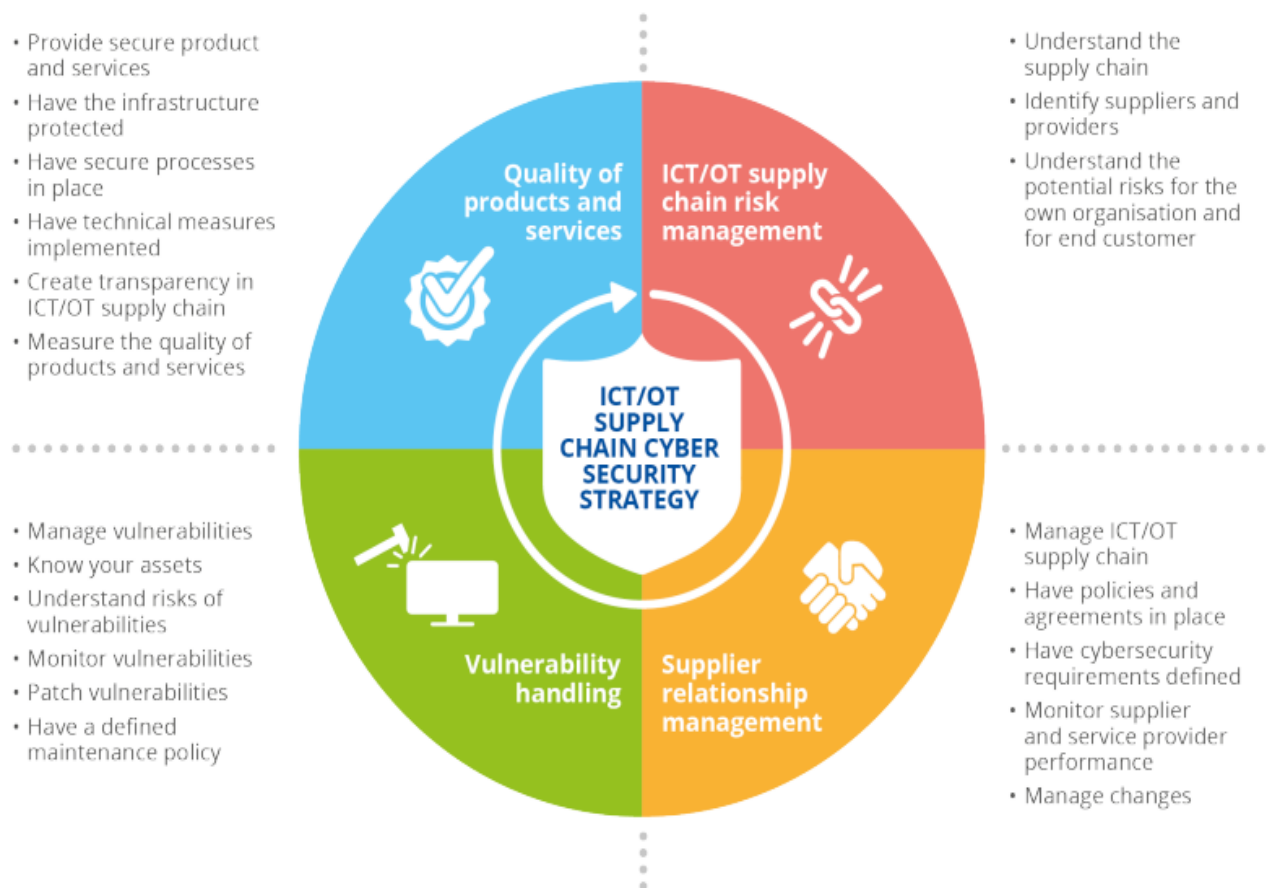 • Provide secure product
and services
• Have the infrastructure
protected
• Have secure processes
in place
• Have technical measures
implemented
• Create transparency in
ICT/OT supply chain
• Measure the quality of
products and services
Quality of
products and
services
ICT/OT supply
chain risk
management
• Understand the
supply chain
• Identify suppliers and
providers
• Understand the
potential risks for the
own organisation and
for end customer
ICT/OT
SUPPLY
CHAIN CYBER
SECURITY
STRATEGY
• Manage vulnerabilities
• Know your assets
• Understand risks of
vulnerabilities
• Monitor vulnerabilities
• Patch vulnerabilities
• Have a defined
maintenance policy
Vulnerability
handling
Supplier
relationship
management
• Manage ICT/OT
supply chain
• Have policies and
agreements in place
• Have cybersecurity
requirements defined
• Monitor supplier
and service provider
performance
• Manage changes